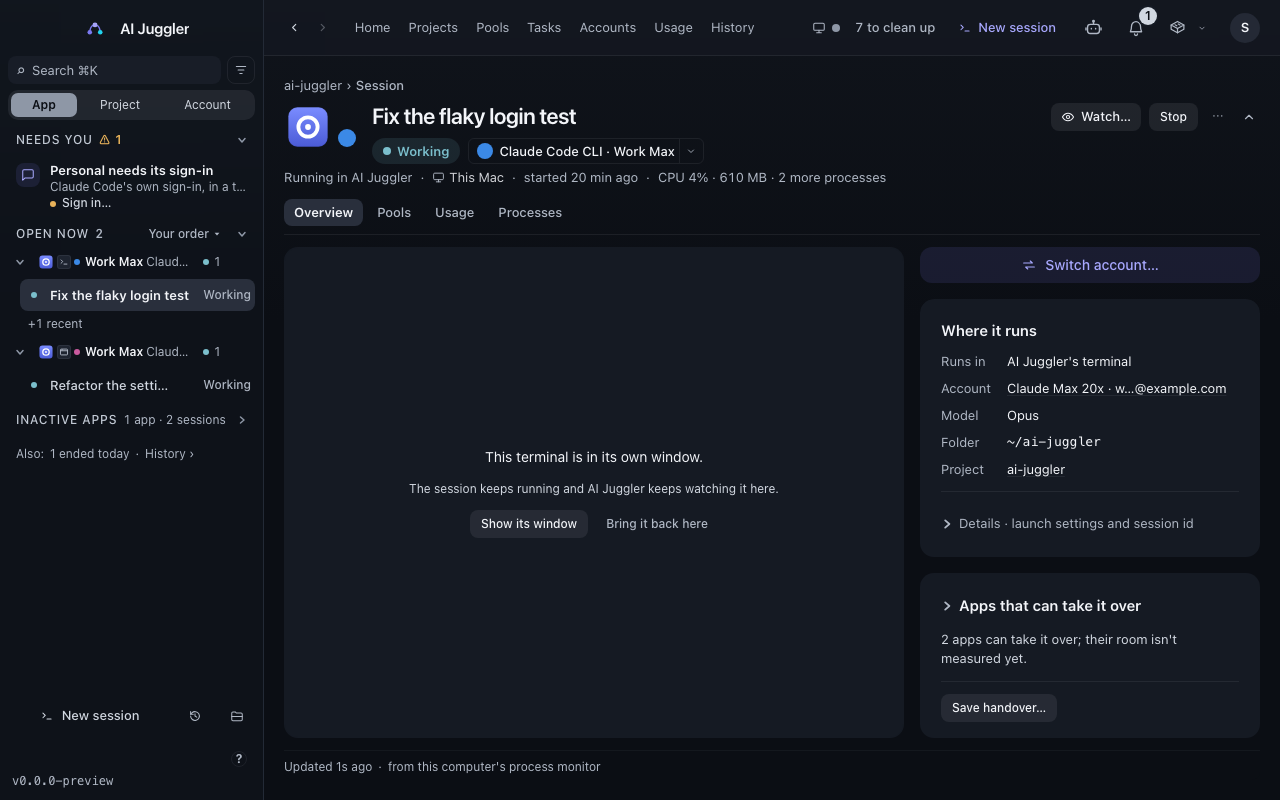 AI Juggler
Search ⌘K
App Project Account
NEEDS YOU 1
Personal needs its sign-in
Claude Code's own sign-in, in a t...
Sign in...
OPEN NOW 2 Your order
Work Max Claud... 1
Fix the flaky login test Working
+1 recent
Work Max Claud... 1
Refactor the setti... Working
INACTIVE APPS 1 app · 2 sessions
Also: 1 ended today · History ›
New session
?
v0.0.0-preview
Home Projects Pools Tasks Accounts Usage History
7 to clean up
New session
1
S
ai-juggler › Session
Fix the flaky login test
Watch... Stop ...
Working
Claude Code CLI · Work Max
Running in AI Juggler · This Mac · started 20 min ago · CPU 4% · 610 MB · 2 more processes
Overview Pools Usage Processes
This terminal is in its own window.
The session keeps running and AI Juggler keeps watching it here.
Show its window Bring it back here
Switch account...
Where it runs
Runs in AI Juggler's terminal
Account Claude Max 20x · w...@example.com
Model Opus
Folder ~/ai-juggler
Project ai-juggler
Details · launch settings and session id
Apps that can take it over
2 apps can take it over; their room isn't
measured yet.
Save handover...
Updated 1s ago · from this computer's process monitor